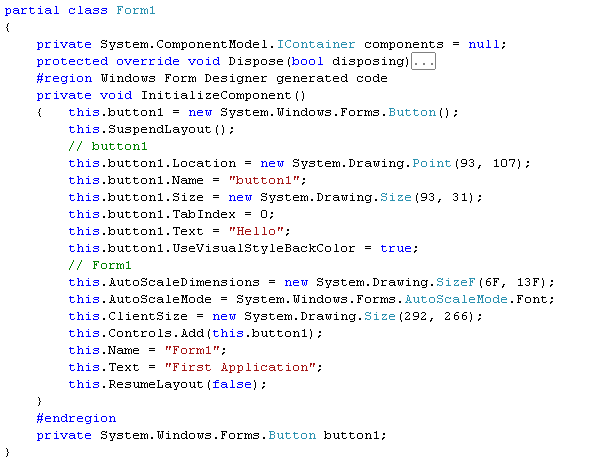 partial class Form1
{
    private System.ComponentModel.IContainer components = null;
    protected override void Dispose(bool disposing)...
    #region Windows Form Designer generated code
    private void InitializeComponent()
    {   this.button1 = new System.Windows.Forms.Button();
        this.SuspendLayout();
        // button1
        this.button1.Location = new System.Drawing.Point(93, 107);
        this.button1.Name = "button1";
        this.button1.Size = new System.Drawing.Size(93, 31);
        this.button1.TabIndex = 0;
        this.button1.Text = "Hello";
        this.button1.UseVisualStyleBackColor = true;
        // Form1
        this.AutoScaleDimensions = new System.Drawing.SizeF(6F, 13F);
        this.AutoScaleMode = System.Windows.Forms.AutoScaleMode.Font;
        this.ClientSize = new System.Drawing.Size(292, 266);
        this.Controls.Add(this.button1);
        this.Name = "Form1";
        this.Text = "First Application";
        this.ResumeLayout(false);
    }
    #endregion
    private System.Windows.Forms.Button button1;
}